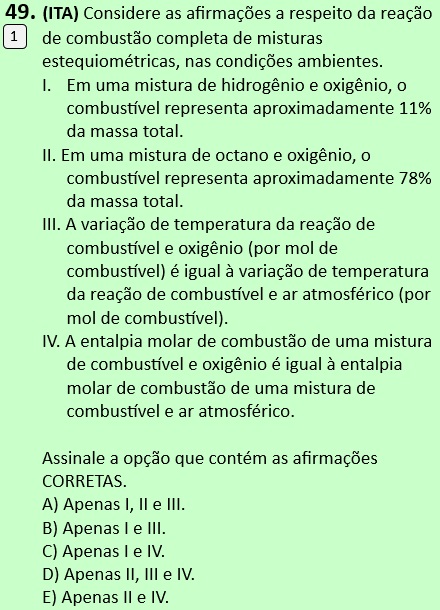 49. (ITA) Considere as afirmações a respeito da reação
1 de combustão completa de misturas
estequiométricas, nas condições ambientes.
I. Em uma mistura de hidrogênio e oxigênio, o
combustível representa aproximadamente 11%
da massa total.
II. Em uma mistura de octano e oxigênio, o
combustível representa aproximadamente 78%
da massa total.
III. A variação de temperatura da reação de
combustível e oxigênio (por mol de
combustível) é igual à variação de temperatura
da reação de combustível e ar atmosférico (por
mol de combustível).
IV. A entalpia molar de combustão de uma mistura
de combustível e oxigênio é igual à entalpia
molar de combustão de uma mistura de
combustível e ar atmosférico.
Assinale a opção que contém as afirmações
CORRETAS.
A) Apenas I, II e III.
B) Apenas I e III.
C) Apenas I e IV.
D) Apenas II, III e IV.
E) Apenas II e IV.